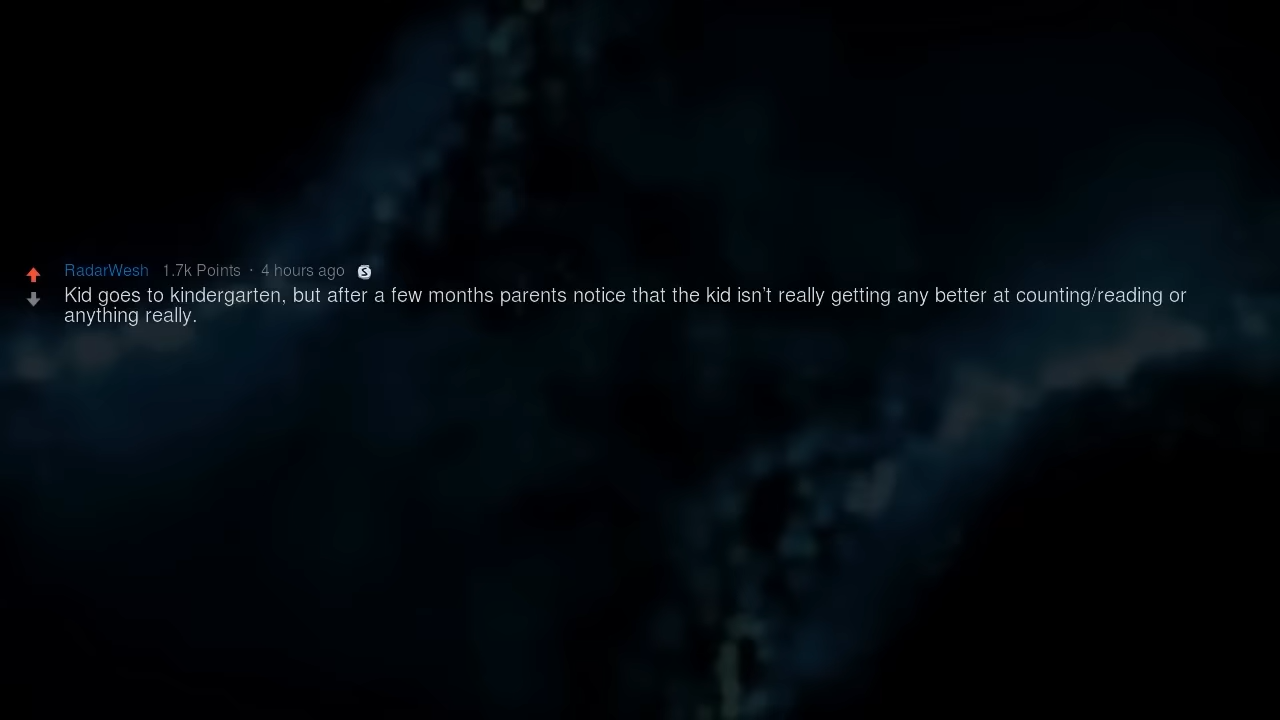 RadarWesh 1.7k Points · 4 hours ago S
Kid goes to kindergarten, but after a few months parents notice that the kid isn't really getting any better at counting/reading or
anything really.